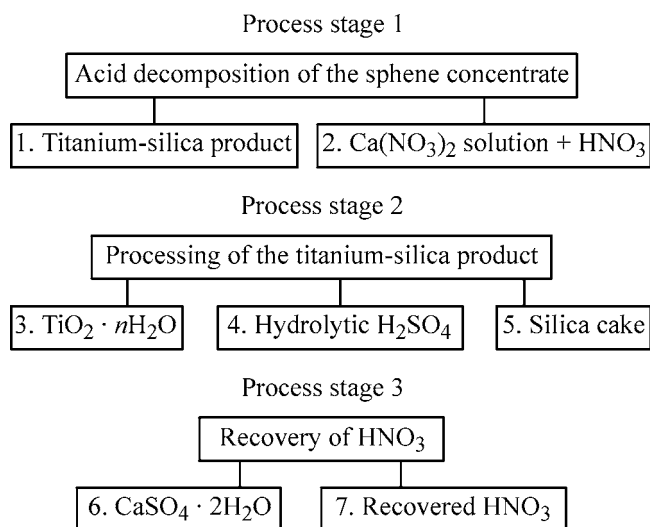 Process stage 1
Acid decomposition of the sphene concentrate
1. Titanium-silica product
2. Ca(NO₃)₂ solution + HNO₃
Process stage 2
Processing of the titanium-silica product
3. TiO₂ · nH₂O
4. Hydrolytic H₂SO₄
5. Silica cake
Process stage 3
Recovery of HNO₃
6. CaSO₄ · 2H₂O
7. Recovered HNO₃